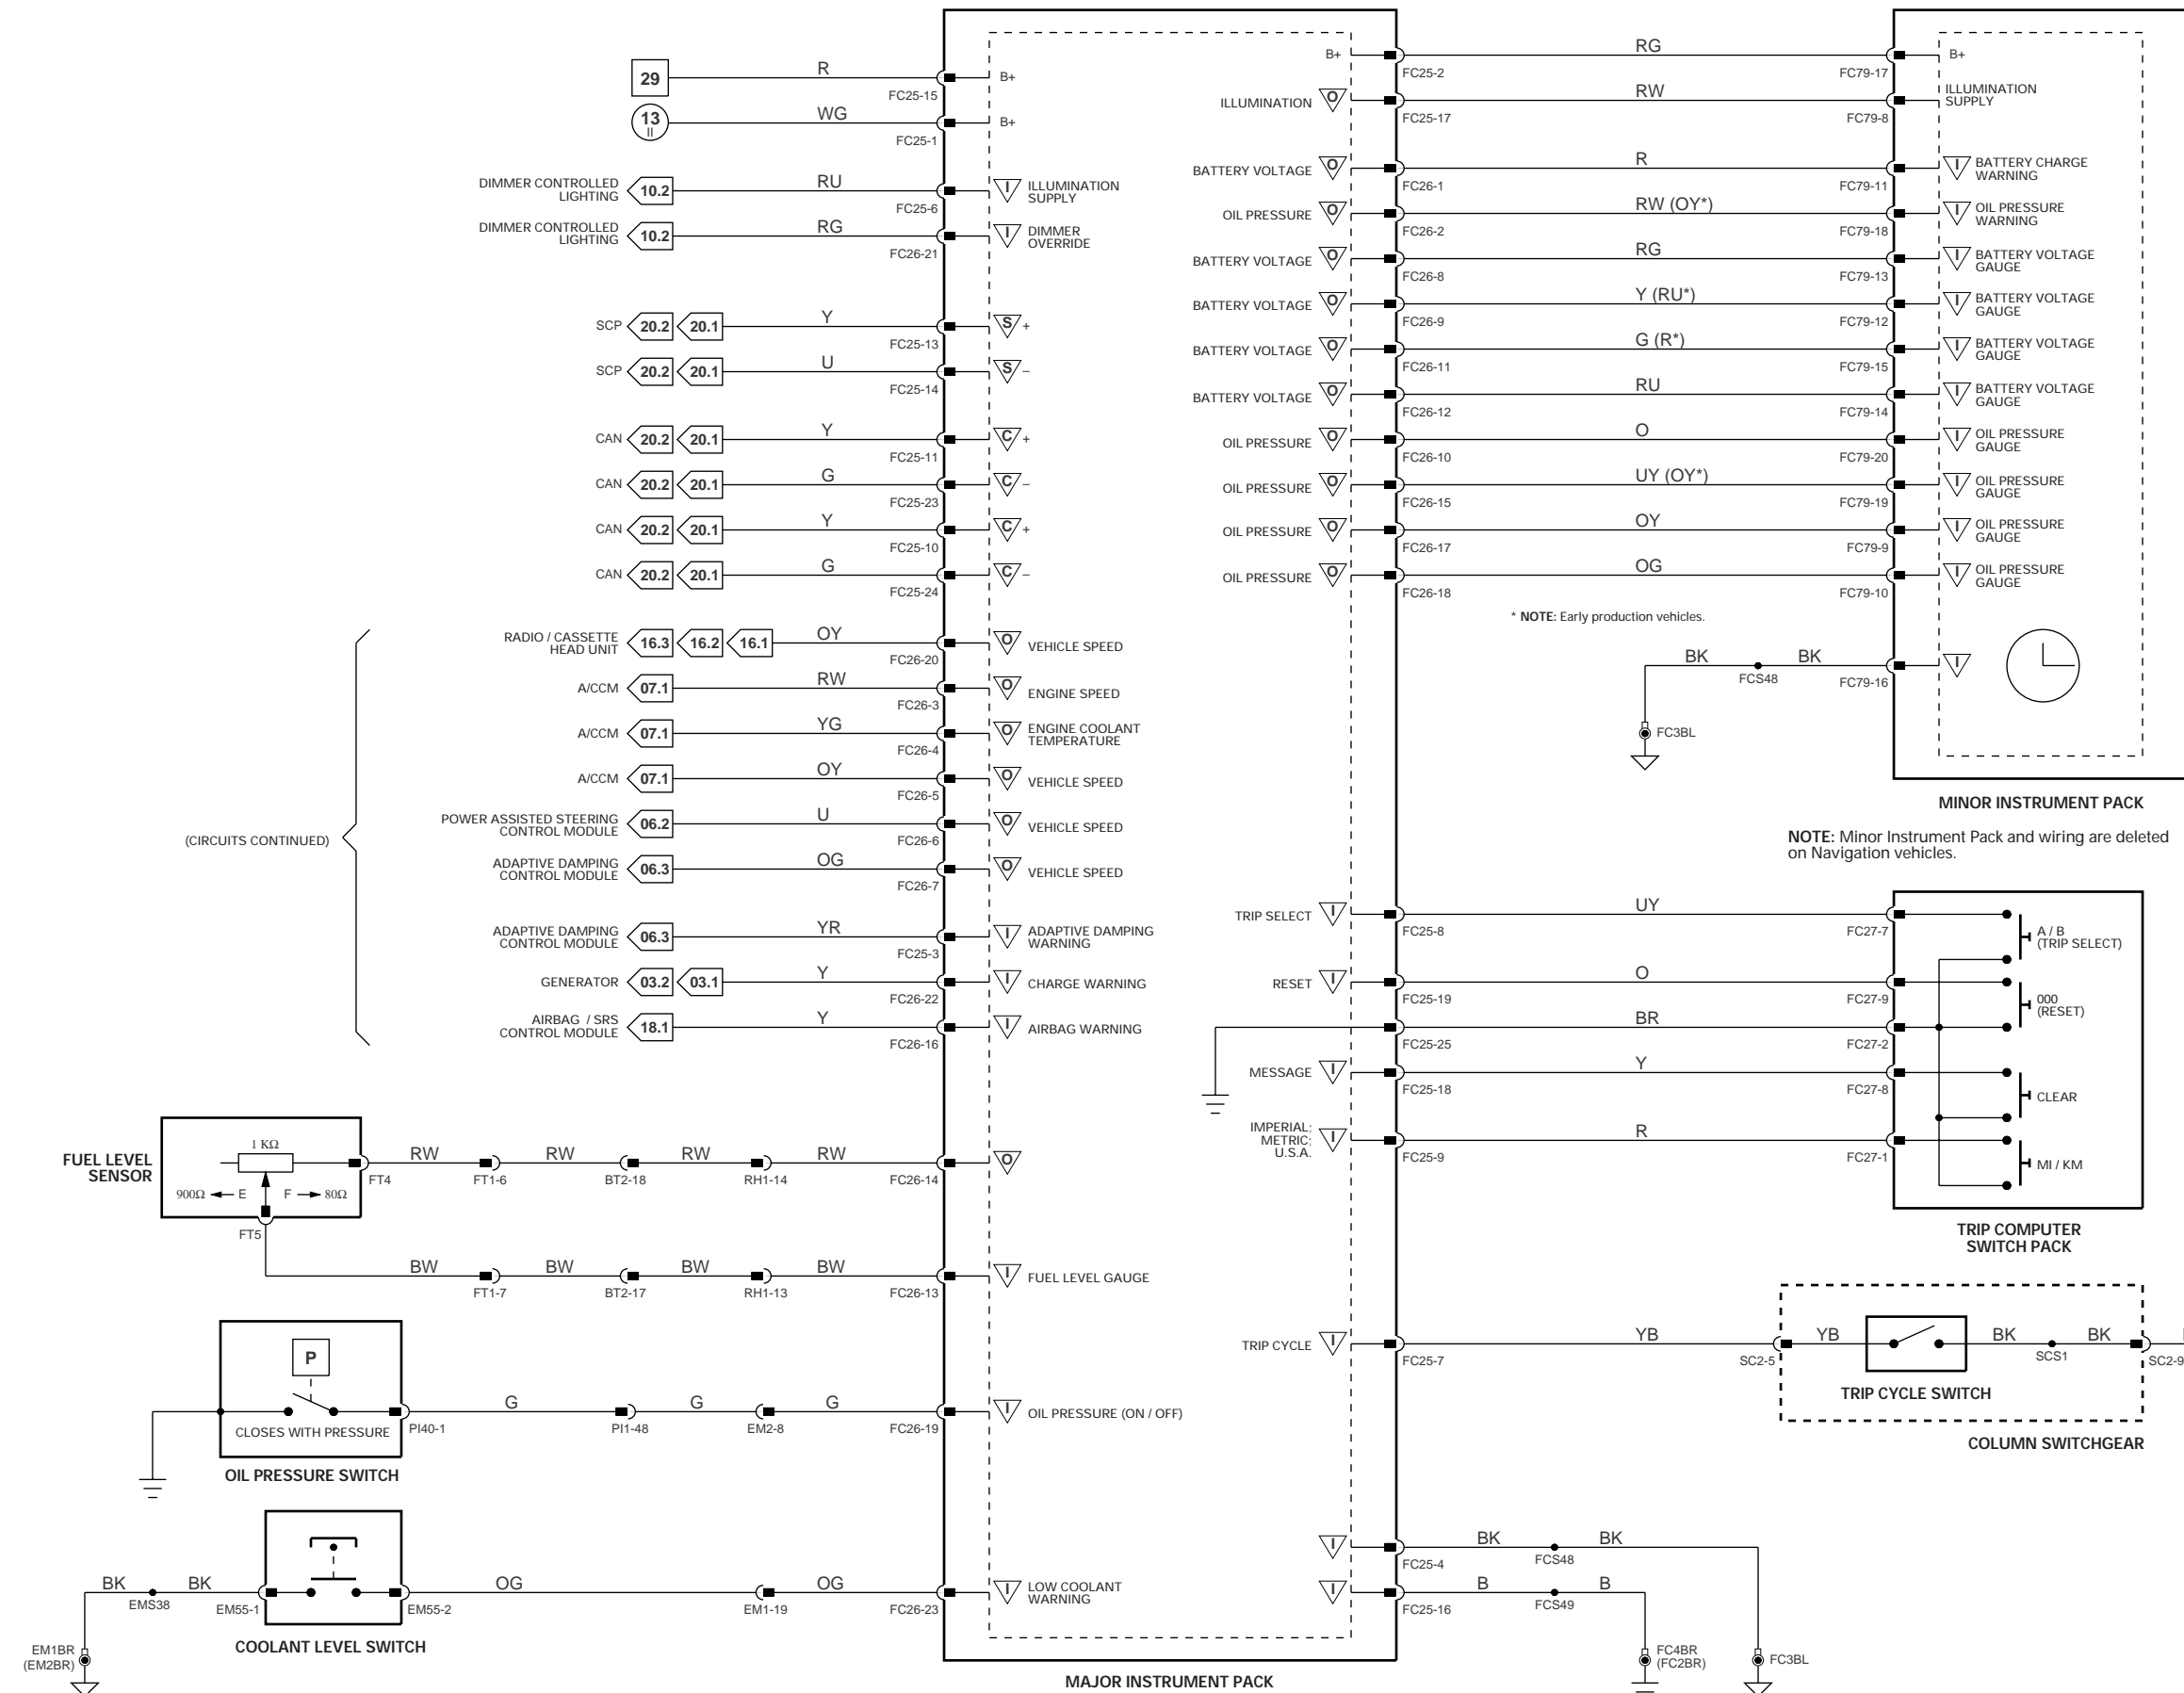 29 R FC25-15 B+
13 II WG FC25-1 B+
DIMMER CONTROLLED
LIGHTING 10.2 RU FC25-6 I ILLUMINATION
SUPPLY
DIMMER CONTROLLED
LIGHTING 10.2 RG FC26-21 I DIMMER
OVERRIDE
SCP 20.2 20.1 Y FC25-13 S +
SCP 20.2 20.1 U FC25-14 S –
CAN 20.2 20.1 Y FC25-11 C +
CAN 20.2 20.1 G FC25-23 C –
CAN 20.2 20.1 Y FC25-10 C +
CAN 20.2 20.1 G FC25-24 C –
(CIRCUITS CONTINUED)
RADIO / CASSETTE
HEAD UNIT 16.3 16.2 16.1 OY FC26-20 O VEHICLE SPEED
A/CCM 07.1 RW FC26-3 O ENGINE SPEED
A/CCM 07.1 YG FC26-4 O ENGINE COOLANT
TEMPERATURE
A/CCM 07.1 OY FC26-5 O VEHICLE SPEED
POWER ASSISTED STEERING
CONTROL MODULE 06.2 U FC26-6 O VEHICLE SPEED
ADAPTIVE DAMPING
CONTROL MODULE 06.3 OG FC26-7 O VEHICLE SPEED
ADAPTIVE DAMPING
CONTROL MODULE 06.3 YR FC25-3 I ADAPTIVE DAMPING
WARNING
GENERATOR 03.2 03.1 Y FC26-22 I CHARGE WARNING
AIRBAG / SRS
CONTROL MODULE 18.1 Y FC26-16 I AIRBAG WARNING
FUEL LEVEL
SENSOR
1 KΩ
900Ω E F 80Ω
FT4 RW FT1-6 RW BT2-18 RW RH1-14 RW FC26-14 O
FT5 BW FT1-7 BW BT2-17 BW RH1-13 BW FC26-13 I FUEL LEVEL GAUGE
P
CLOSES WITH PRESSURE
PI40-1 G PI1-48 G EM2-8 G FC26-19 I OIL PRESSURE (ON / OFF)
OIL PRESSURE SWITCH
BK EMS38 BK EM55-1 EM55-2 OG EM1-19 OG FC26-23 I LOW COOLANT
WARNING
COOLANT LEVEL SWITCH
EM1BR
(EM2BR)
B+ FC25-2 RG FC79-17 B+
ILLUMINATION O FC25-17 RW FC79-8 ILLUMINATION
SUPPLY
BATTERY VOLTAGE O FC26-1 R FC79-11 I BATTERY CHARGE
WARNING
OIL PRESSURE O FC26-2 RW (OY*) FC79-18 I OIL PRESSURE
WARNING
BATTERY VOLTAGE O FC26-8 RG FC79-13 I BATTERY VOLTAGE
GAUGE
BATTERY VOLTAGE O FC26-9 Y (RU*) FC79-12 I BATTERY VOLTAGE
GAUGE
BATTERY VOLTAGE O FC26-11 G (R*) FC79-15 I BATTERY VOLTAGE
GAUGE
BATTERY VOLTAGE O FC26-12 RU FC79-14 I BATTERY VOLTAGE
GAUGE
OIL PRESSURE O FC26-10 O FC79-20 I OIL PRESSURE
GAUGE
OIL PRESSURE O FC26-15 UY (OY*) FC79-19 I OIL PRESSURE
GAUGE
OIL PRESSURE O FC26-17 OY FC79-9 I OIL PRESSURE
GAUGE
OIL PRESSURE O FC26-18 OG FC79-10 I OIL PRESSURE
GAUGE
* NOTE: Early production vehicles.
BK FCS48 BK FC79-16 I
FC3BL
MINOR INSTRUMENT PACK
NOTE: Minor Instrument Pack and wiring are deleted
on Navigation vehicles.
TRIP SELECT I FC25-8 UY FC27-7 A / B
(TRIP SELECT)
RESET I FC25-19 O FC27-9 000
(RESET)
FC25-25 BR FC27-2
MESSAGE I FC25-18 Y FC27-8 CLEAR
IMPERIAL;
METRIC;
U.S.A. I FC25-9 R FC27-1 MI / KM
TRIP COMPUTER
SWITCH PACK
TRIP CYCLE I FC25-7 YB SC2-5 YB BK SCS1 BK SC2-9
TRIP CYCLE SWITCH
COLUMN SWITCHGEAR
I FC25-4 BK FCS48 BK
I FC25-16 B FCS49 B
FC4BR
(FC2BR)
FC3BL
MAJOR INSTRUMENT PACK